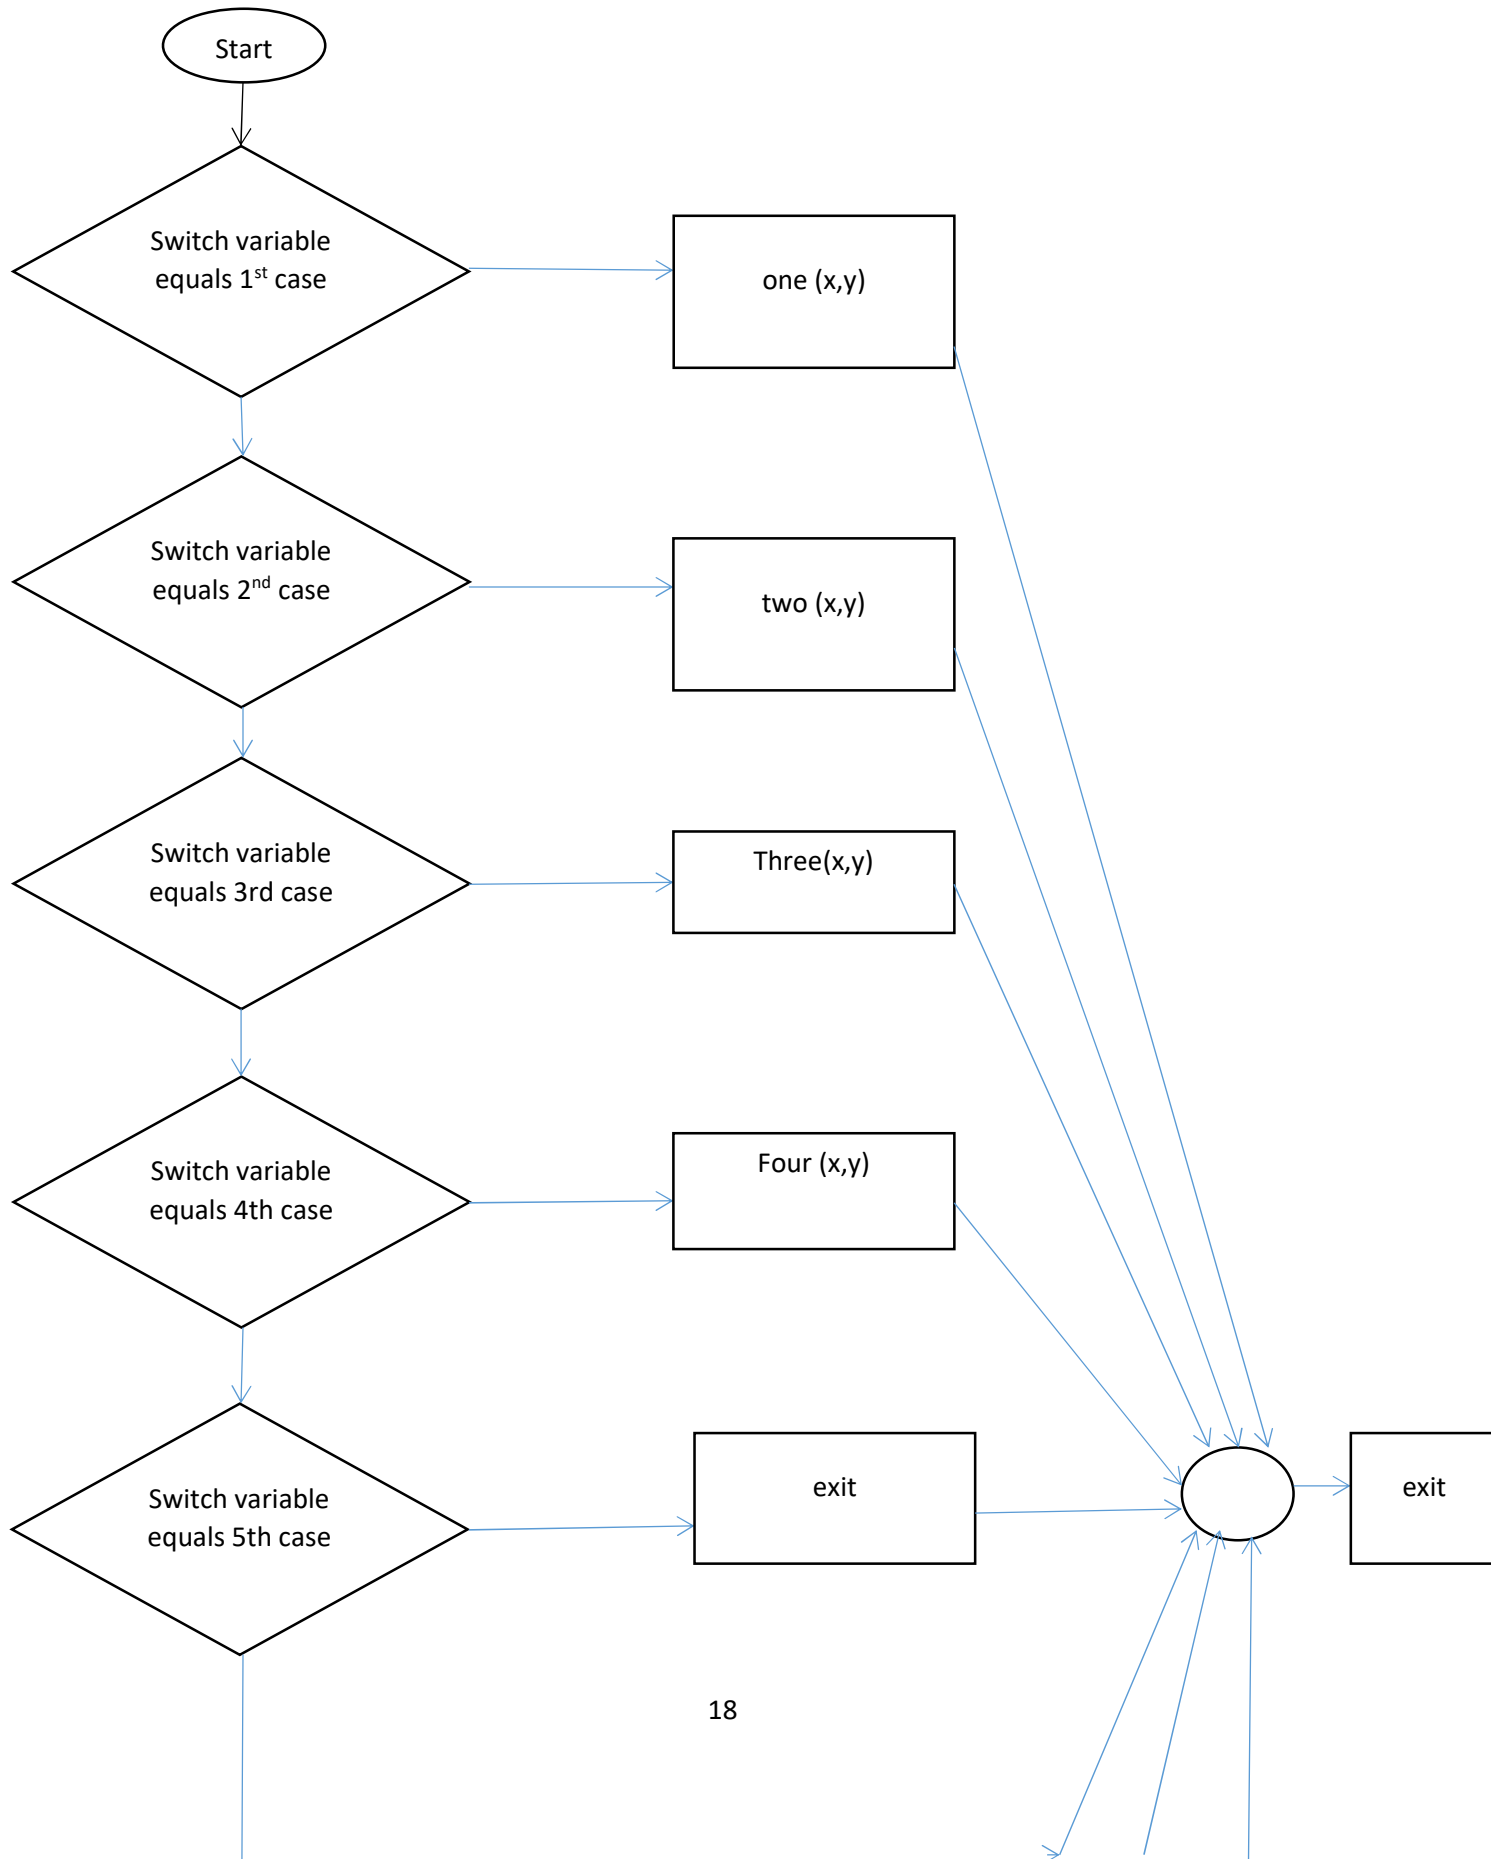 Start
Switch variable
equals 1st case
one (x,y)
Switch variable
equals 2nd case
two (x,y)
Switch variable
equals 3rd case
Three(x,y)
Switch variable
equals 4th case
Four (x,y)
Switch variable
equals 5th case
exit
exit
18